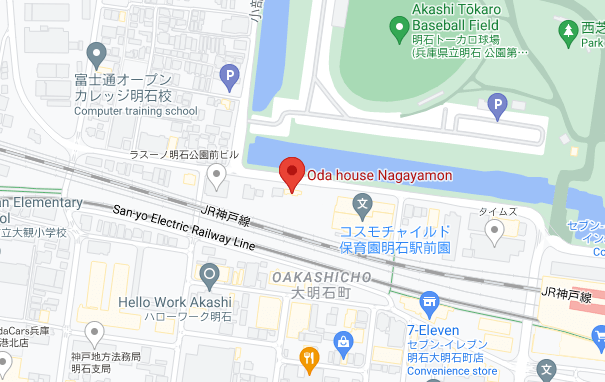 小部
Akashi Tōkaro
Baseball Field
明石トーカロ球場
(兵庫県立明石 公園第…
西芝
Park
富士通オープン
カレッジ明石校
Computer training school
P
P
ラスーノ明石公園前ビル
Oda house Nagayamon
an Elementary
ool
立大観小学校
JR神戸線
San-yo Electric Railway Line
文
コスモチャイルド
保育園明石駅前園
タイムズ
セブン-
イレ
OAKASHICHO
大明石町
JR神戸線
Hello Work Akashi
ハローワーク明石
daCars兵庫
港北店
神戸地方法務局
明石支局
7-Eleven
セブン-イレブン
明石大明石町店
Convenience store
文